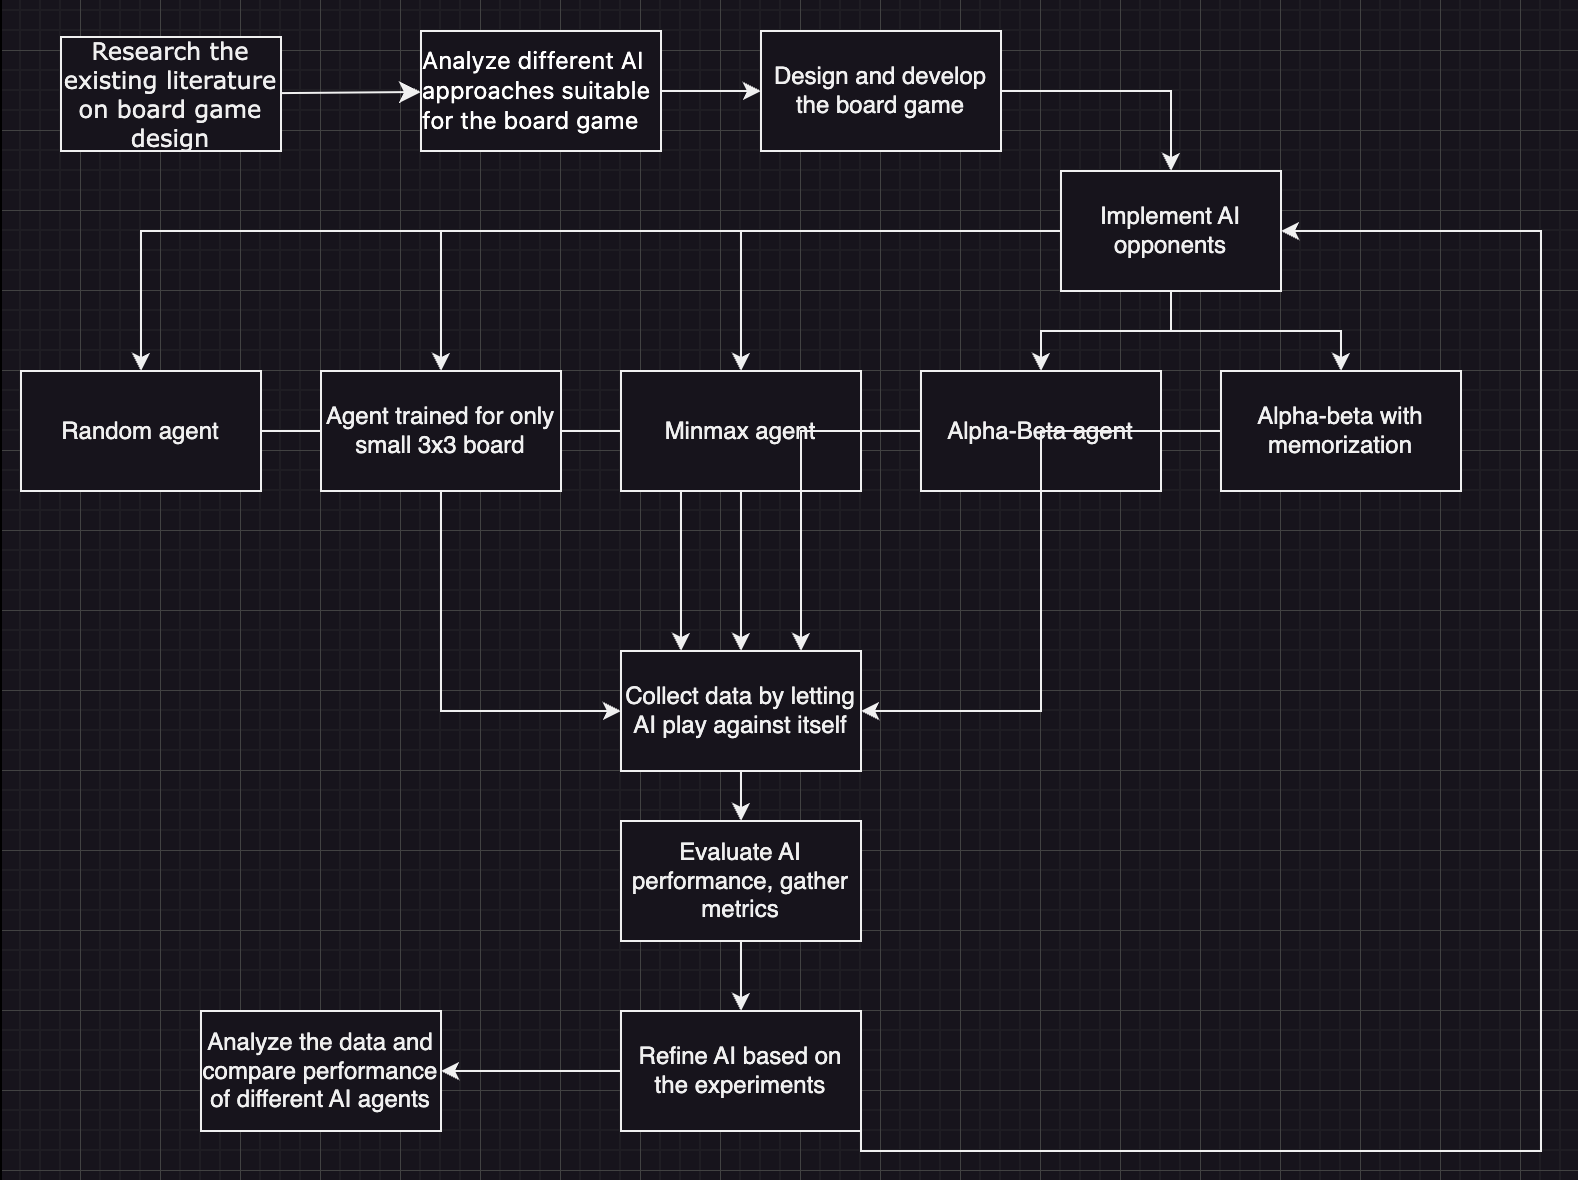 Research the
existing literature
on board game
design
Analyze different AI
approaches suitable
for the board game
Design and develop
the board game
Implement AI
opponents
Random agent
Agent trained for only
small 3x3 board
Minmax agent
Alpha-Beta agent
Alpha-beta with
memorization
Collect data by letting
AI play against itself
Evaluate AI
performance, gather
metrics
Refine AI based on
the experiments
Analyze the data and
compare performance
of different AI agents